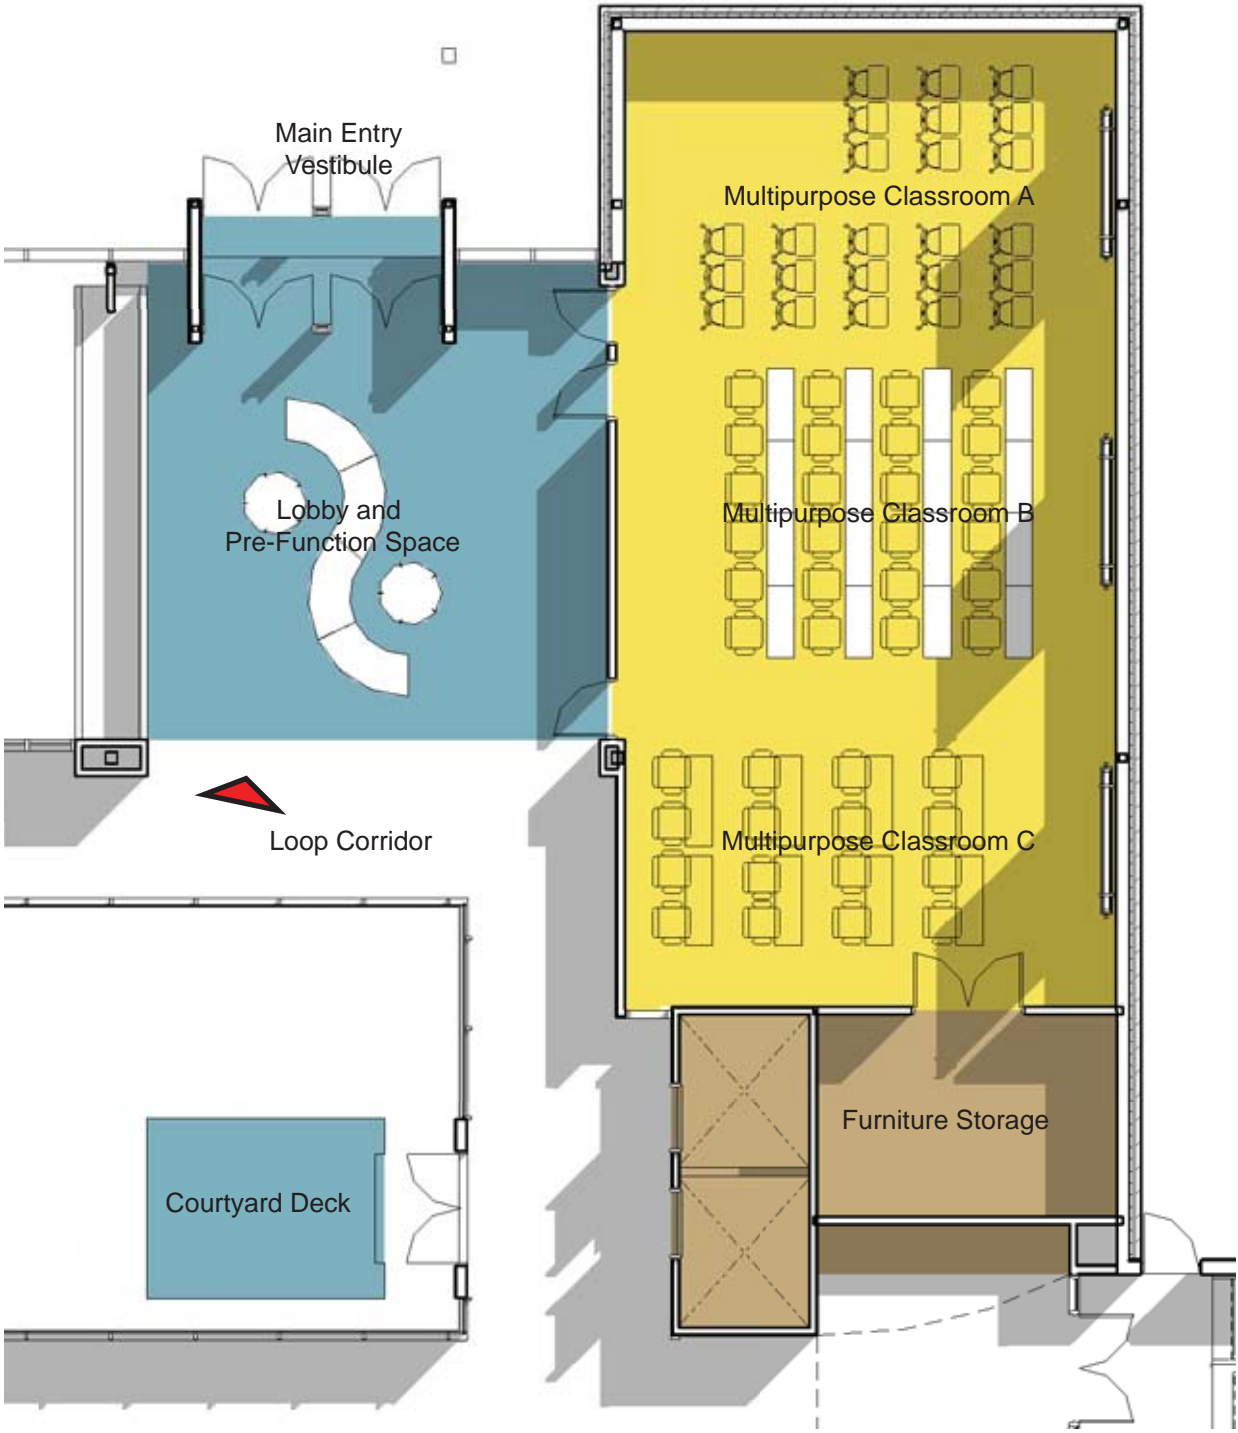 Main Entry
Vestibule
Multipurpose Classroom A
Lobby and
Pre-Function Space
Multipurpose Classroom B
Loop Corridor
Multipurpose Classroom C
Furniture Storage
Courtyard Deck